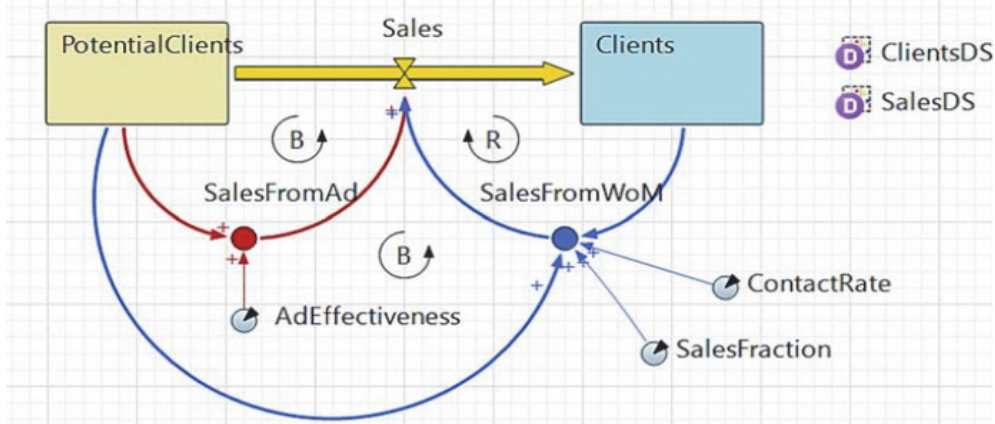 Sales
PotentialClients
Clients
D ClientsDS
D SalesDS
+
B
R
SalesFromAd
SalesFromWoM
+
B
+
+
+
+
ContactRate
AdEffectiveness
SalesFraction